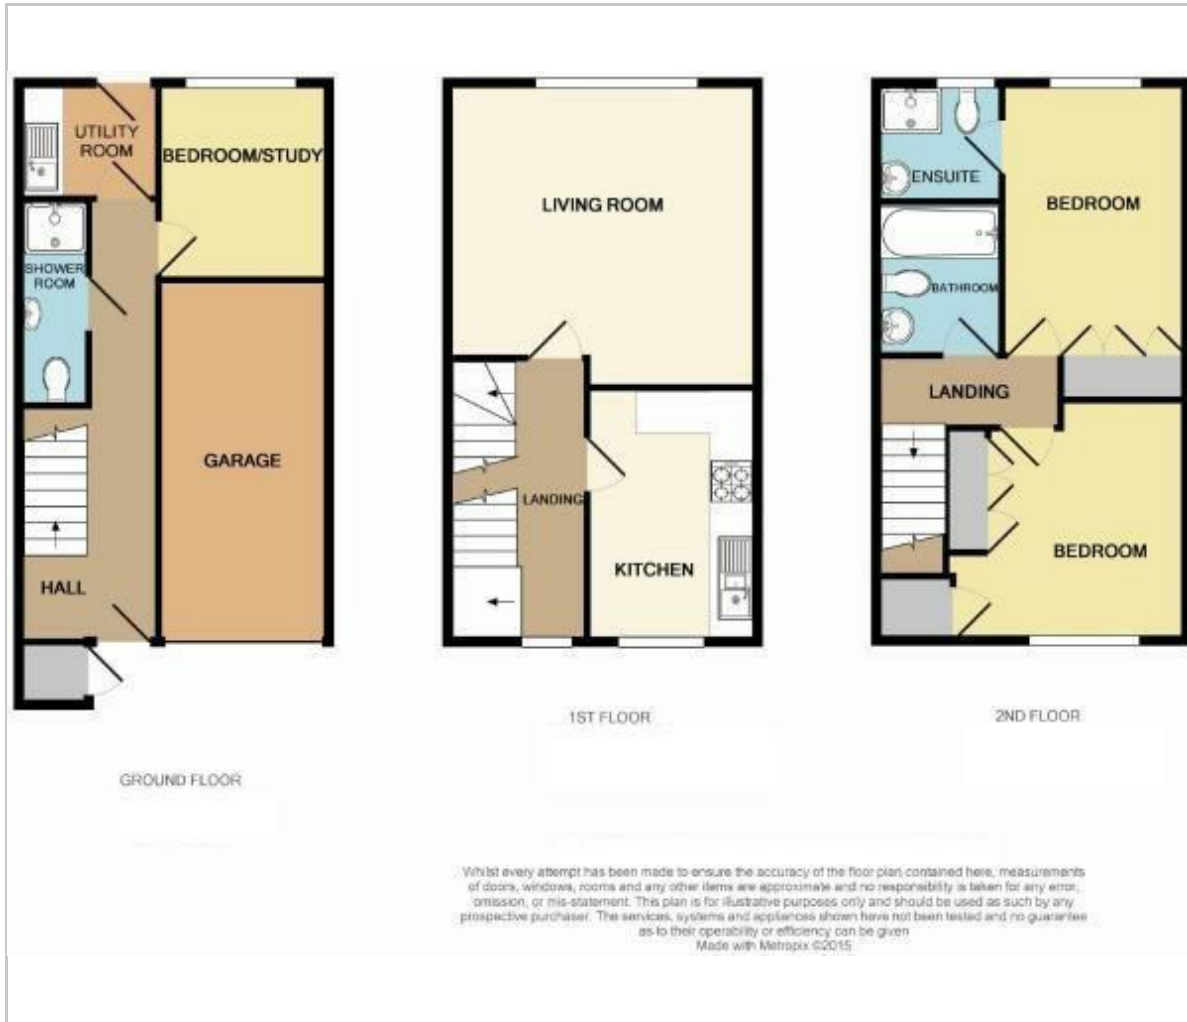 UTILITY
ROOM
BEDROOM/STUDY
SHOWER
ROOM
GARAGE
HALL
GROUND FLOOR
LIVING ROOM
LANDING
KITCHEN
1ST FLOOR
ENSUITE
BEDROOM
BATHROOM
LANDING
BEDROOM
2ND FLOOR
Whilst every attempt has been made to ensure the accuracy of the floor plan contained here, measurements
of doors, windows, rooms and any other items are approximate and no responsibility is taken for any error,
omission, or mis-statement. This plan is for illustrative purposes only and should be used as such by any
prospective purchaser. The services, systems and appliances shown have not been tested and no guarantee
as to their operability or efficiency can be given
Made with Metropix ©2015